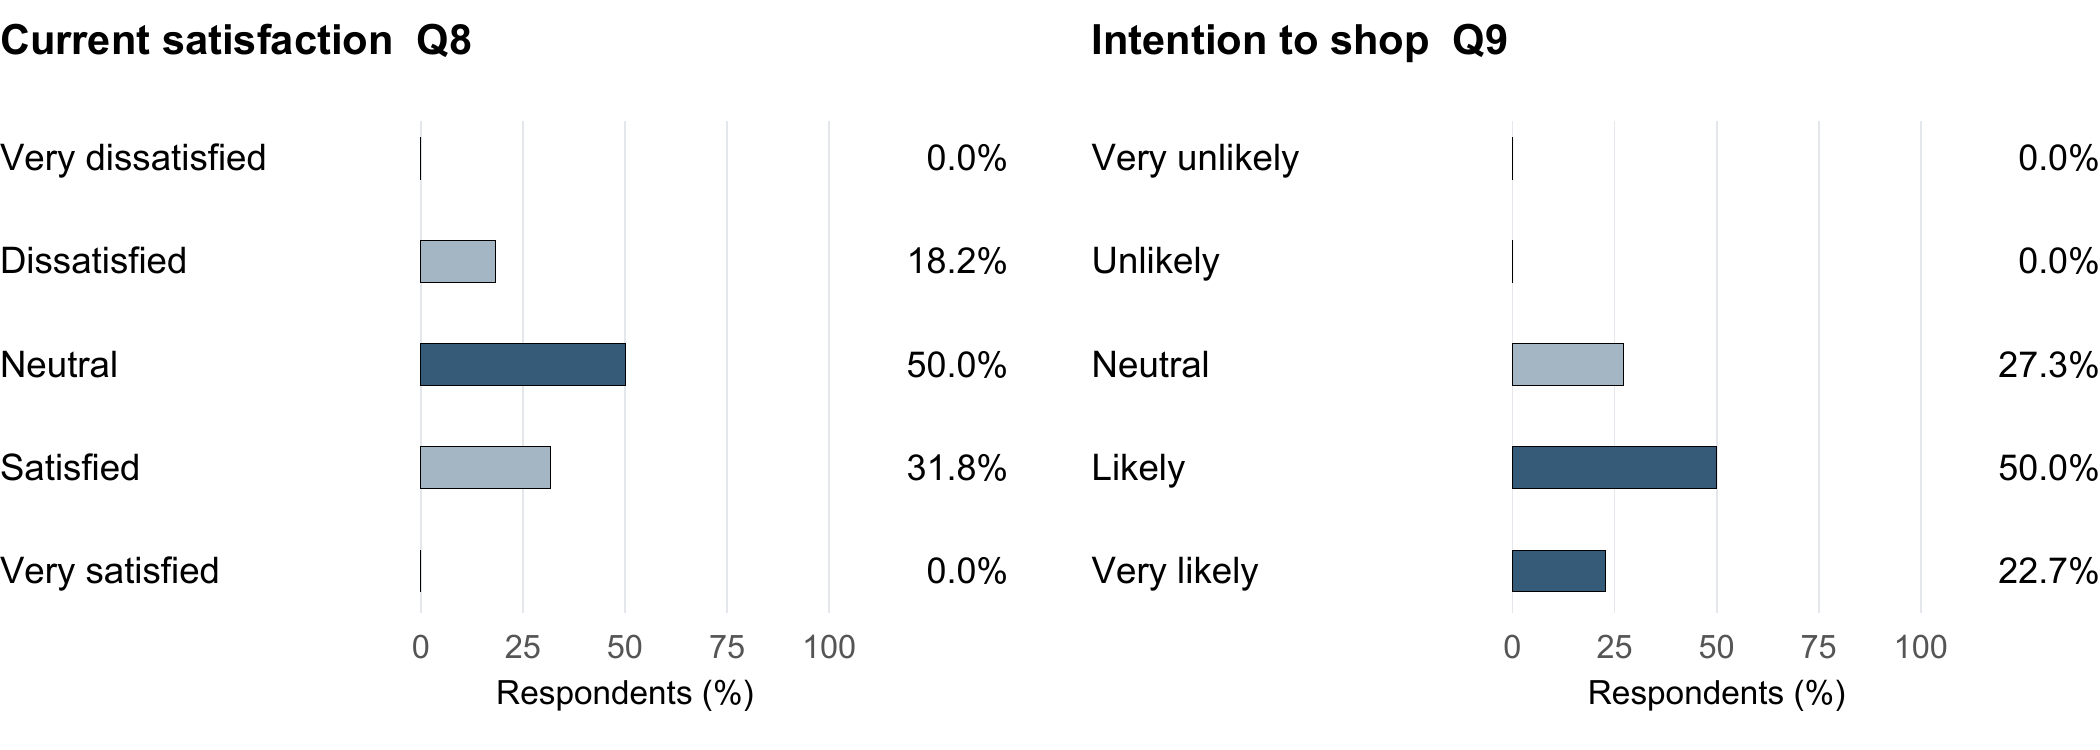 Current satisfaction  Q8
Very dissatisfied 0.0%
Dissatisfied 18.2%
Neutral 50.0%
Satisfied 31.8%
Very satisfied 0.0%
0 25 50 75 100
Respondents (%)
Intention to shop  Q9
Very unlikely 0.0%
Unlikely 0.0%
Neutral 27.3%
Likely 50.0%
Very likely 22.7%
0 25 50 75 100
Respondents (%)